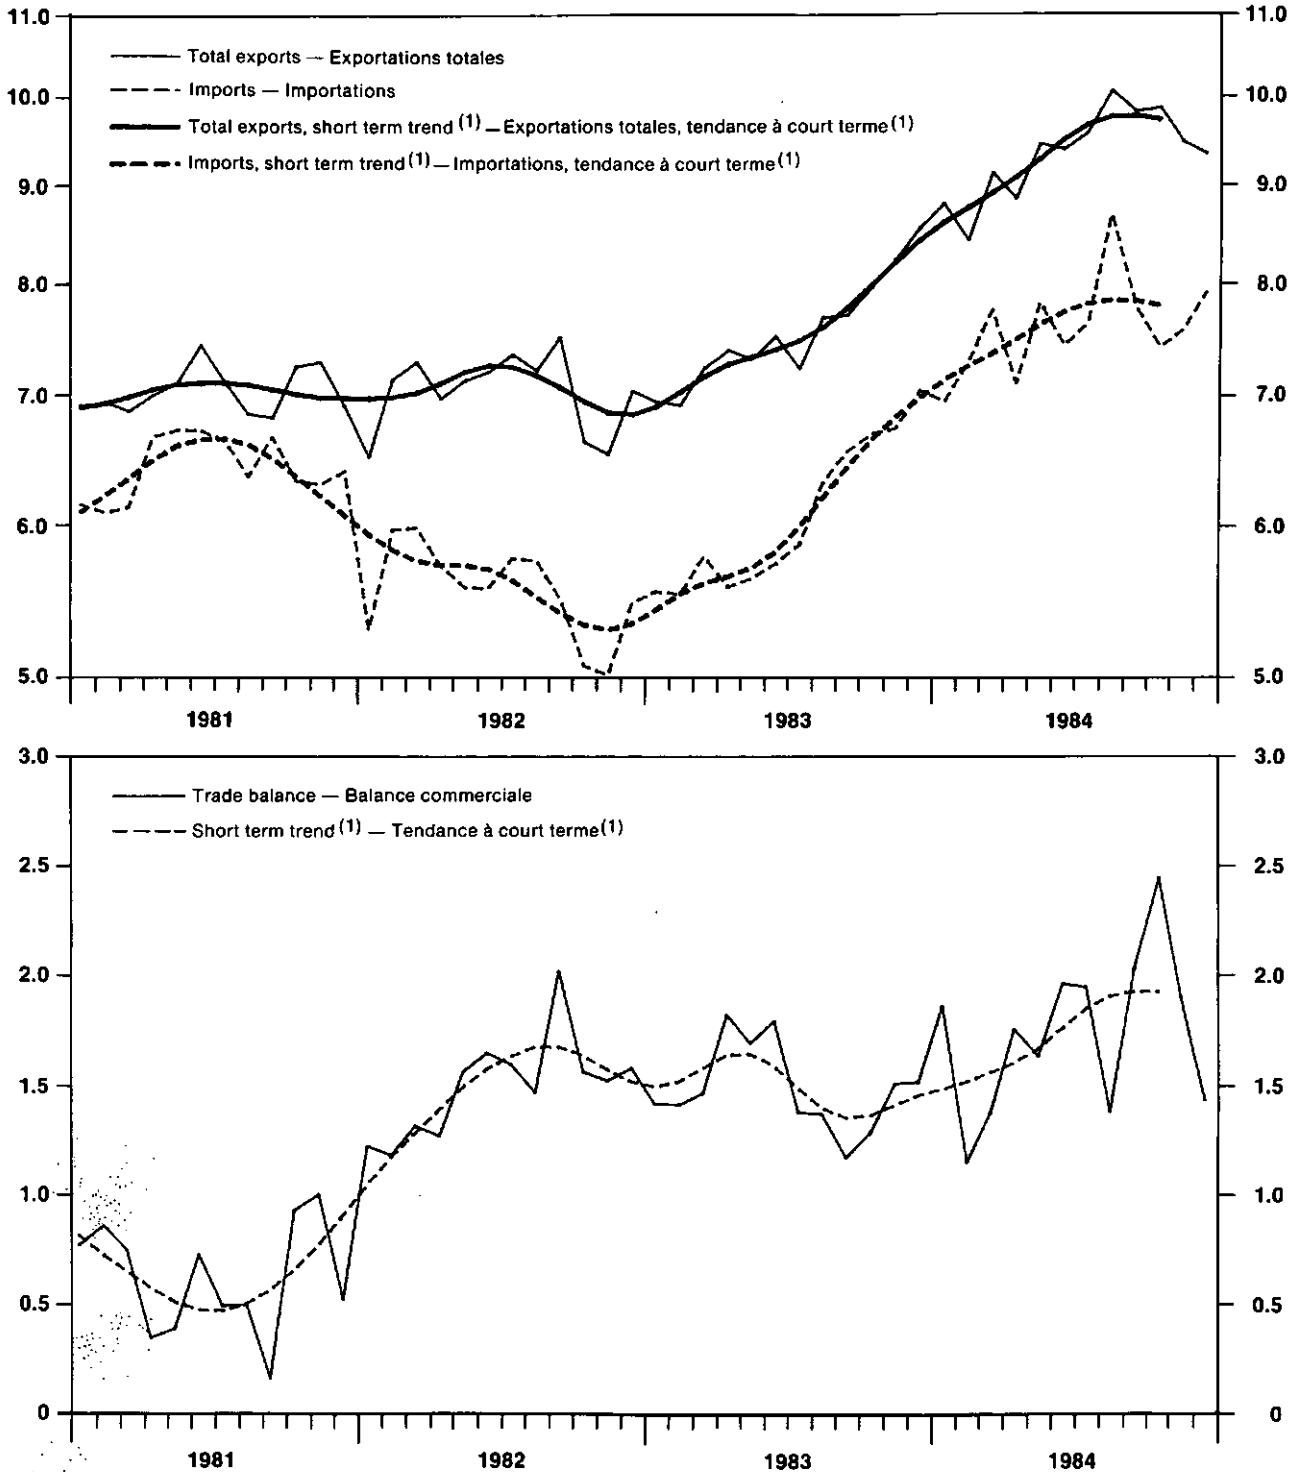 11.0 11.0
Total exports — Exportations totales
Imports — Importations
10.0 10.0
Total exports, short term trend (1) — Exportations totales, tendance à court terme (1)
Imports, short term trend (1) — Importations, tendance à court terme (1)
9.0 9.0
8.0 8.0
7.0 7.0
6.0 6.0
5.0 5.0
1981 1982 1983 1984
3.0 3.0
Trade balance — Balance commerciale
Short term trend (1) — Tendance à court terme (1)
2.5 2.5
2.0 2.0
1.5 1.5
1.0 1.0
0.5 0.5
0 0
1981 1982 1983 1984